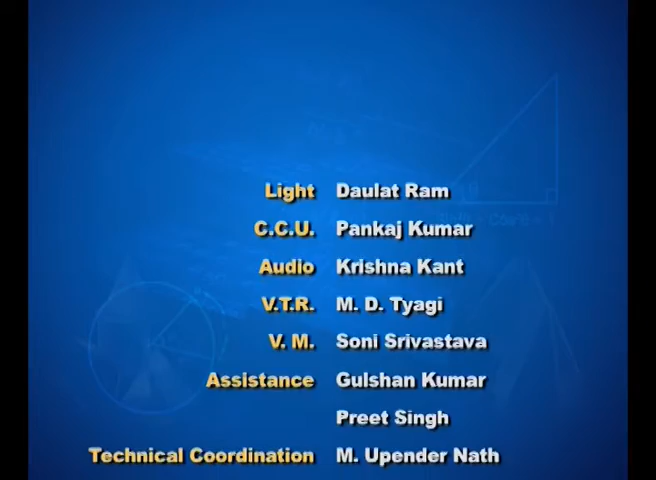 Light Daulat Ram
C.C.U. Pankaj Kumar
Audio Krishna Kant
V.T.R. M. D. Tyagi
V. M. Soni Srivastava
Assistance Gulshan Kumar
Preet Singh
Technical Coordination M. Upender Nath